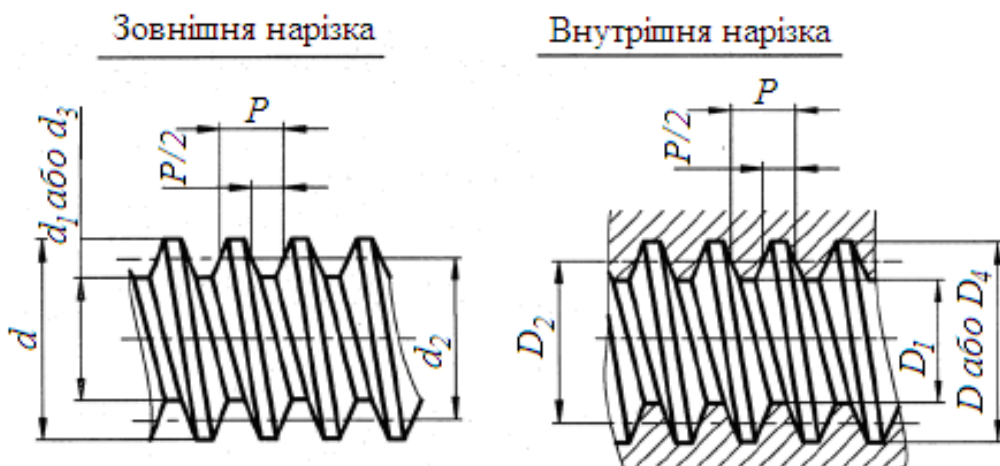 Зовнішня нарізка
Внутрішня нарізка
P
P/2
d₁ або d₃
d
d₂
P
P/2
D₂
D₁
D або D₄